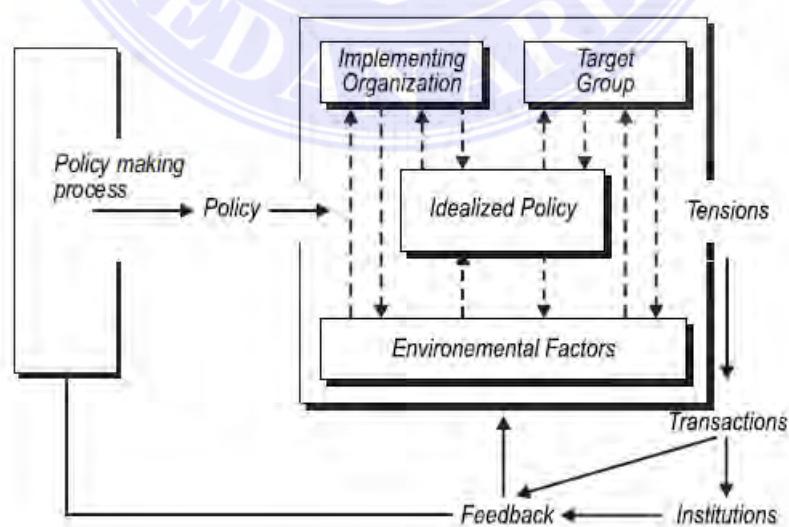 Implementing
Organization
Target
Group
Policy making
process
Policy
Idealized Policy
Tensions
Environemental Factors
Transactions
Feedback
Institutions